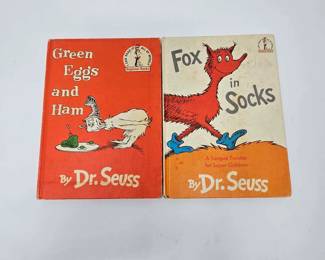 Green
Eggs
and
Ham
By Dr. Seuss
Fox
in
Socks
A Tongue Twister
for Super Children
By Dr. Seuss